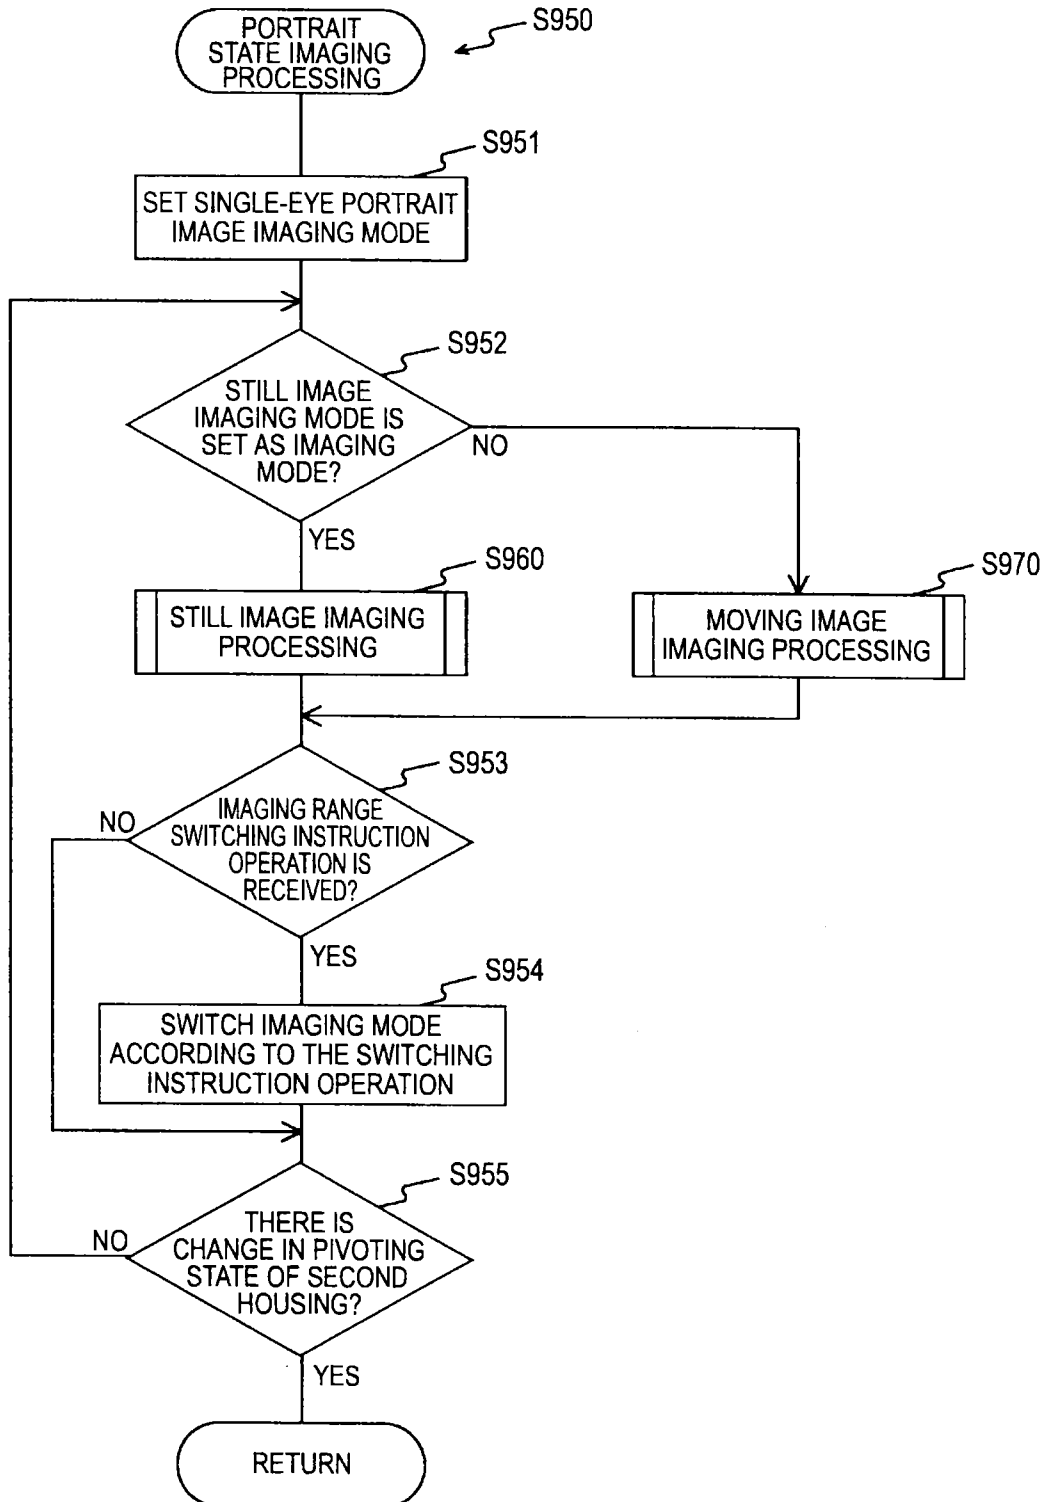 PORTRAIT
STATE IMAGING
PROCESSING
S950
S951
SET SINGLE-EYE PORTRAIT
IMAGE IMAGING MODE
S952
STILL IMAGE
IMAGING MODE IS
SET AS IMAGING
MODE?
NO
YES
S960
STILL IMAGE IMAGING
PROCESSING
S970
MOVING IMAGE
IMAGING PROCESSING
S953
IMAGING RANGE
SWITCHING INSTRUCTION
OPERATION IS
RECEIVED?
NO
YES
S954
SWITCH IMAGING MODE
ACCORDING TO THE SWITCHING
INSTRUCTION OPERATION
S955
THERE IS
CHANGE IN PIVOTING
STATE OF SECOND
HOUSING?
NO
YES
RETURN